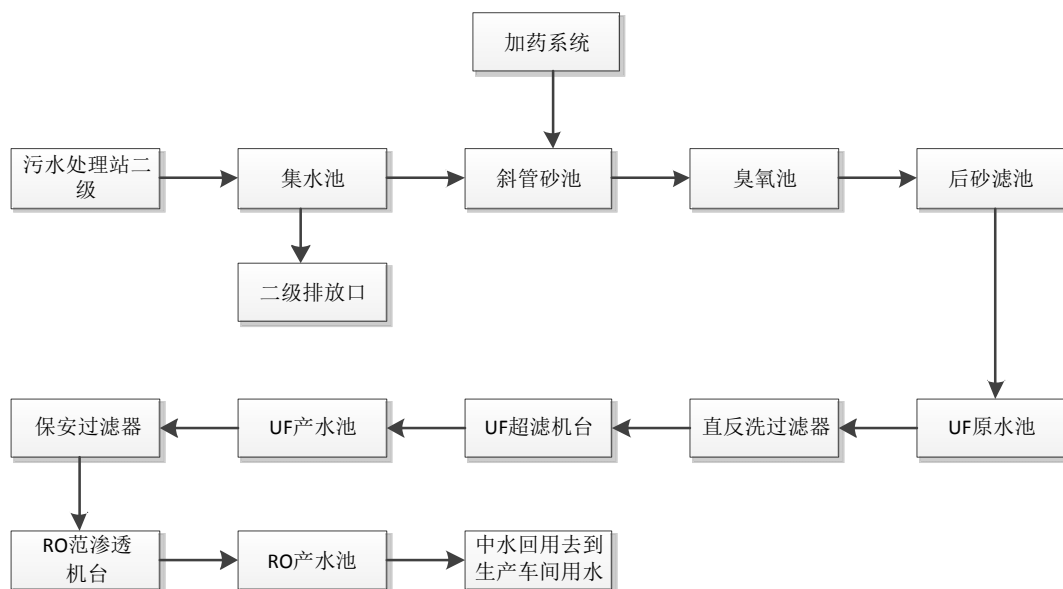 加药系统
污水处理站二
级
集水池
斜管砂池
臭氧池
后砂滤池
二级排放口
保安过滤器
UF产水池
UF超滤机台
直反洗过滤器
UF原水池
RO范渗透
机台
RO产水池
中水回用去到
生产车间用水